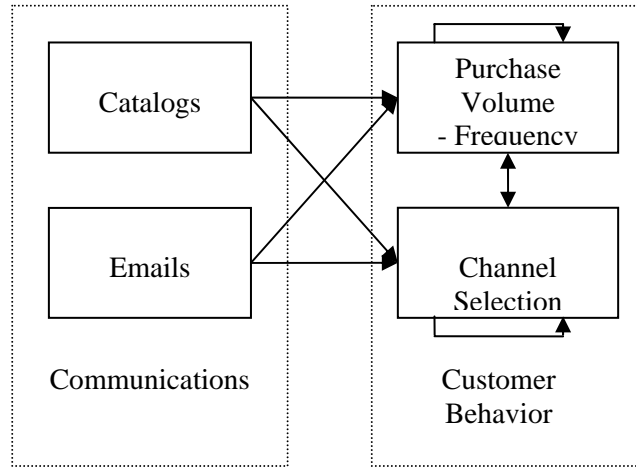 Catalogs
Emails
Communications
Purchase
Volume
- Frequency
Channel
Selection
Customer
Behavior